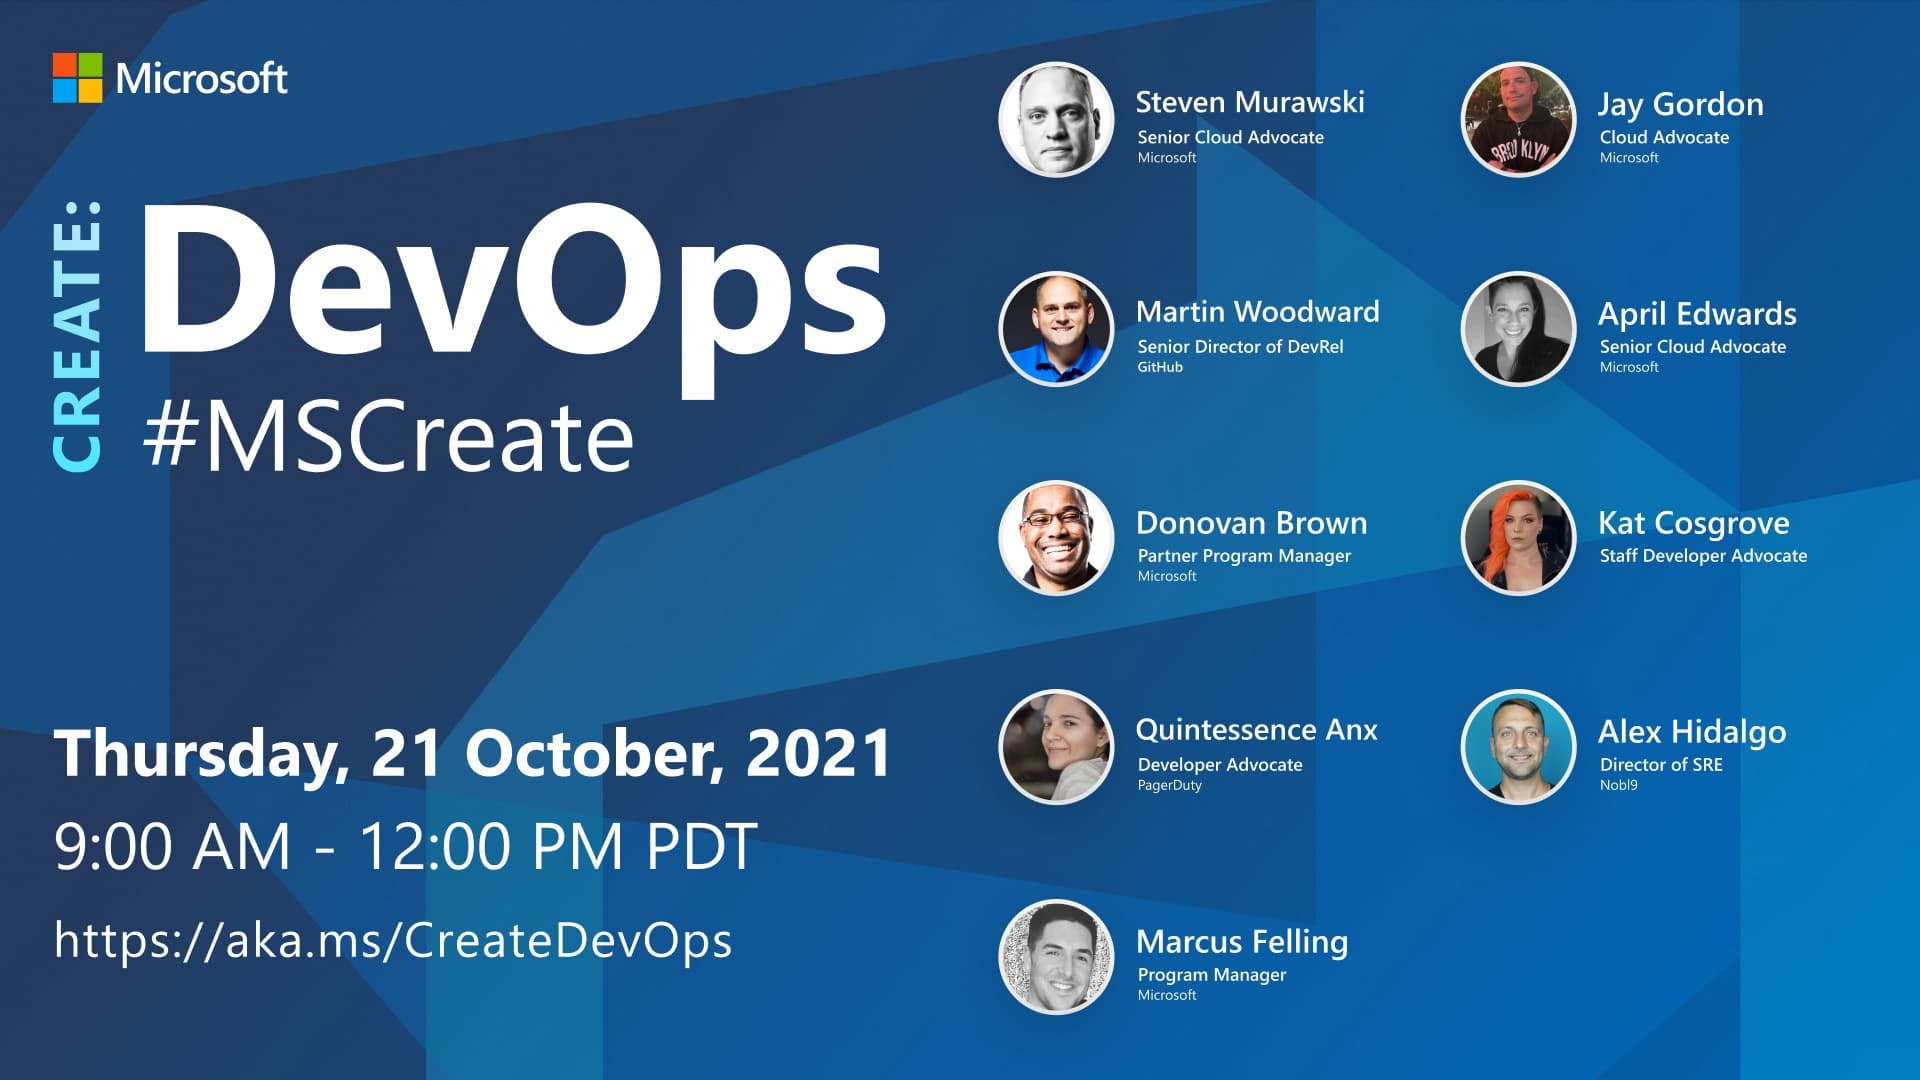 Microsoft
CREATE:
DevOps
#MSCreate
Thursday, 21 October, 2021
9:00 AM - 12:00 PM PDT
https://aka.ms/CreateDevOps
Steven Murawski
Senior Cloud Advocate
Microsoft
Jay Gordon
Cloud Advocate
Microsoft
Martin Woodward
Senior Director of DevRel
GitHub
April Edwards
Senior Cloud Advocate
Microsoft
Donovan Brown
Partner Program Manager
Microsoft
Kat Cosgrove
Staff Developer Advocate
Quintessence Anx
Developer Advocate
PagerDuty
Alex Hidalgo
Director of SRE
Nobl9
Marcus Felling
Program Manager
Microsoft